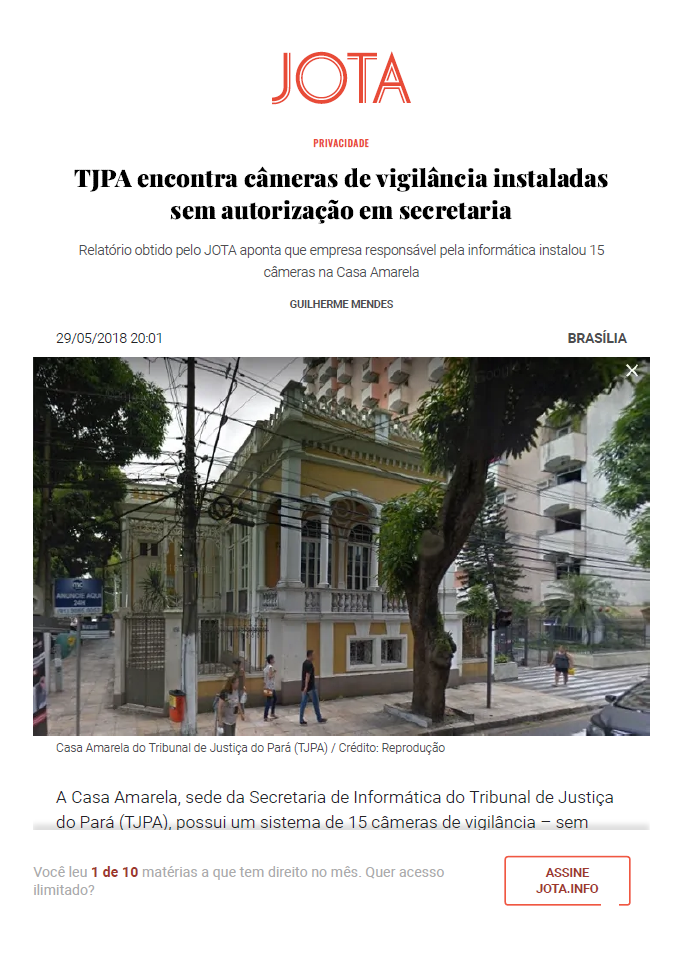 JOTA
PRIVACIDADE
TJPA encontra câmeras de vigilância instaladas
sem autorização em secretaria
Relatório obtido pelo JOTA aponta que empresa responsável pela informática instalou 15
câmeras na Casa Amarela
GUILHERME MENDES
29/05/2018 20:01
BRASÍLIA
ANUNCIE AQUI
24H
Casa Amarela do Tribunal de Justiça do Pará (TJPA) / Crédito: Reprodução
A Casa Amarela, sede da Secretaria de Informática do Tribunal de Justiça
do Pará (TJPA), possui um sistema de 15 câmeras de vigilância – sem
Você leu 1 de 10 matérias a que tem direito no mês. Quer acesso
ilimitado?
ASSINE
JOTA.INFO